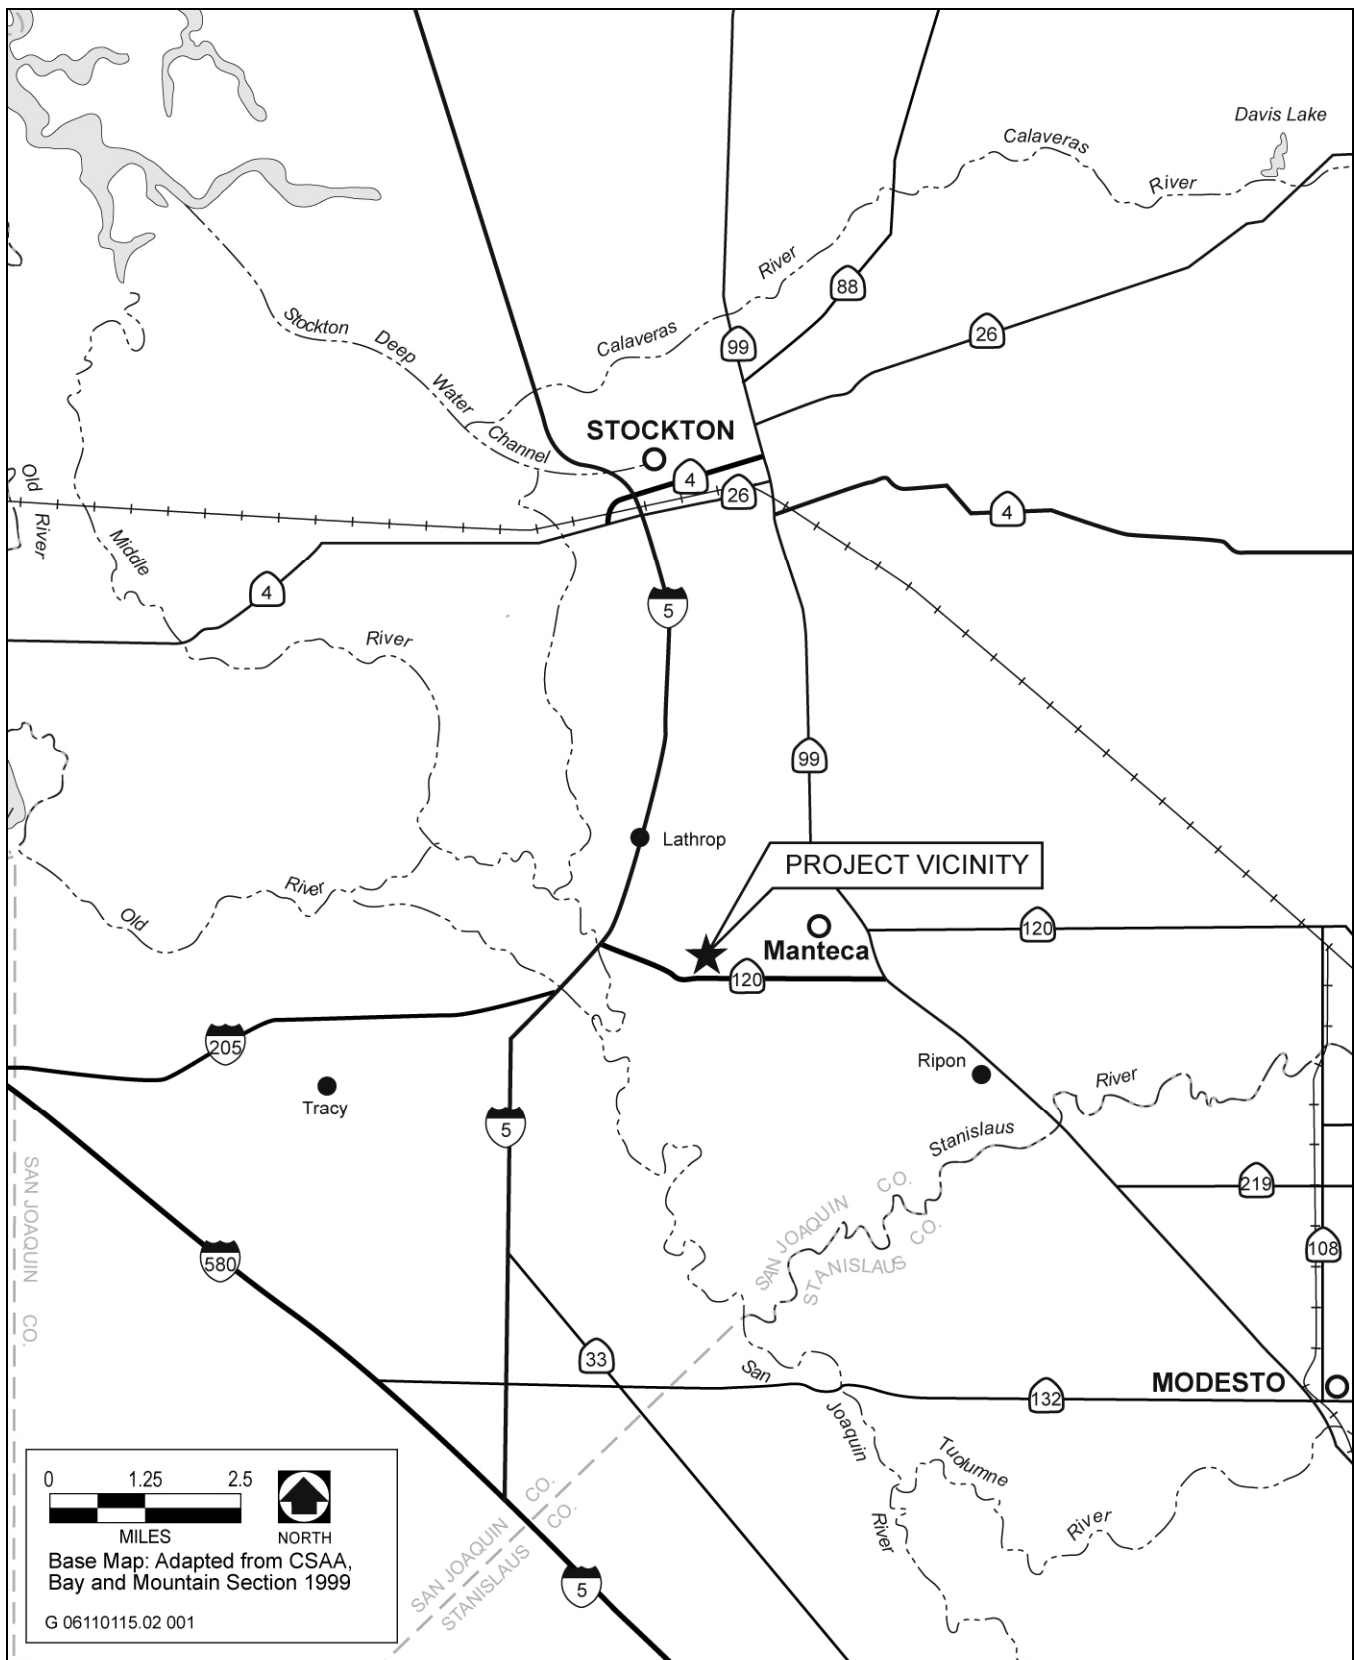 Davis Lake
Calaveras
River
River
88
Stockton
Deep
Water
Channel
Calaveras
99
26
STOCKTON
4
26
4
Old
River
Middle
4
5
River
99
Lathrop
PROJECT VICINITY
River
Old
120
Manteca
120
205
Ripon
River
Tracy
5
Stanislaus
SAN JOAQUIN CO.
SAN JOAQUIN CO.
STANISLAUS CO.
219
580
108
33
San
Joaquin
River
132
MODESTO
Tuolumne
River
SAN JOAQUIN CO.
STANISLAUS CO.
5
0 1.25 2.5
MILES
NORTH
Base Map: Adapted from CSAA,
Bay and Mountain Section 1999
G 06110115.02 001